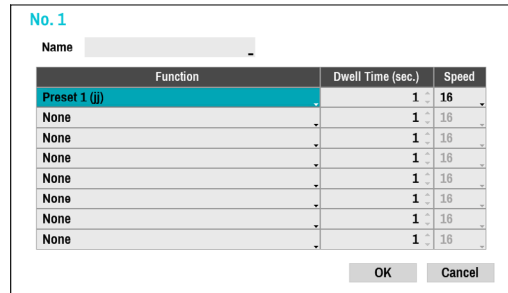 No. 1
Name
Function Dwell Time (sec.) Speed
Preset 1 (jj) 1 16
None 1 16
None 1 16
None 1 16
None 1 16
None 1 16
None 1 16
None 1 16
OK Cancel